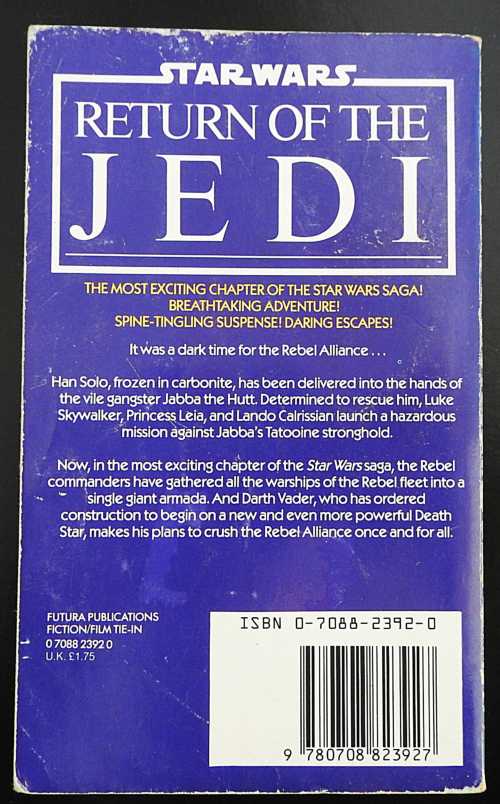 STAR WARS
RETURN OF THE
JEDI
THE MOST EXCITING CHAPTER OF THE STAR WARS SAGA!
BREATHTAKING ADVENTURE!
SPINE-TINGLING SUSPENSE! DARING ESCAPES!
It was a dark time for the Rebel Alliance . . .
Han Solo, frozen in carbonite, has been delivered into the hands of
the vile gangster Jabba the Hutt. Determined to rescue him, Luke
Skywalker, Princess Leia, and Lando Calrissian launch a hazardous
mission against Jabba's Tatooine stronghold.
Now, in the most exciting chapter of the Star Wars saga, the Rebel
commanders have gathered all the warships of the Rebel fleet into a
single giant armada. And Darth Vader, who has ordered
construction to begin on a new and even more powerful Death
Star, makes his plans to crush the Rebel Alliance once and for all.
FUTURA PUBLICATIONS
FICTION/FILM TIE-IN
0 7088 2392 0
U.K. £1.75
ISBN 0-7088-2392-0
9 780708 823927